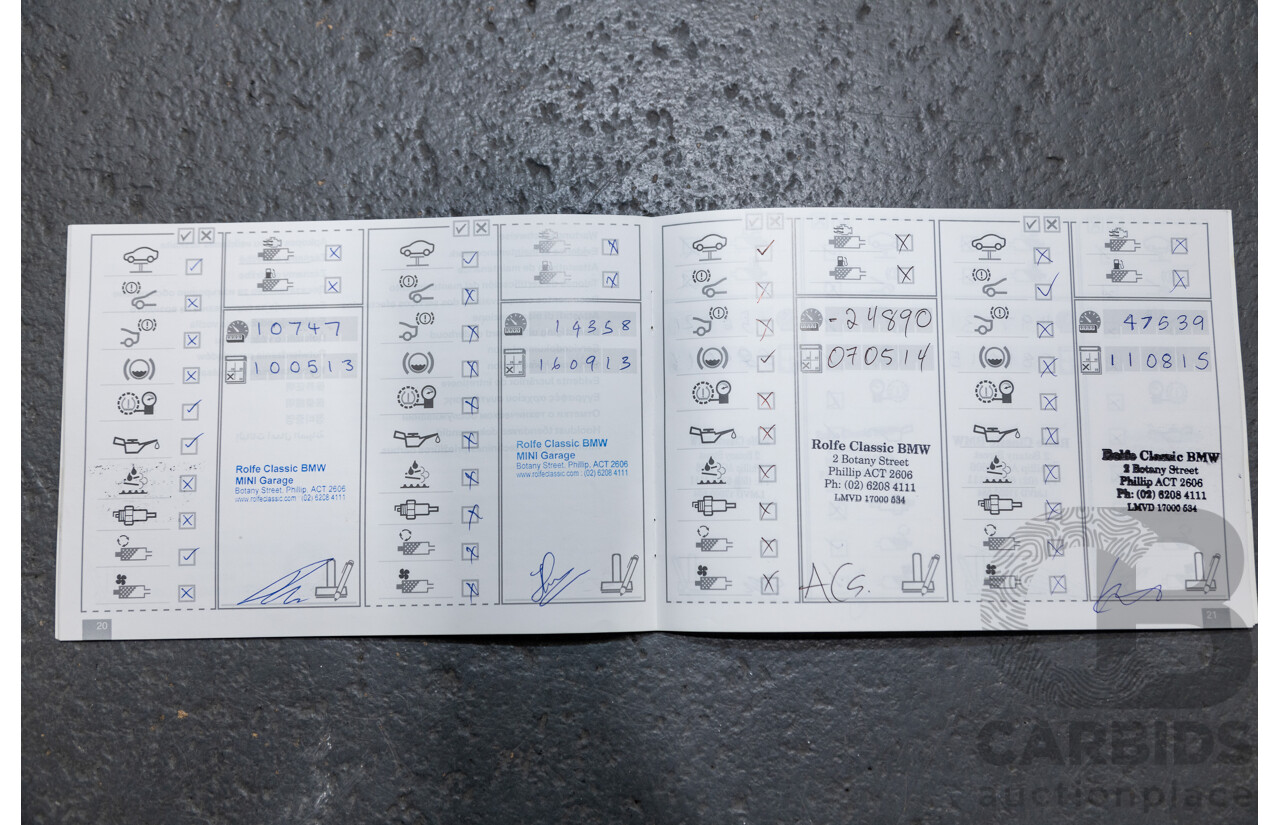 10747
100513
Rolfe Classic BMW
MINI Garage
Botany Street, Phillip, ACT 2606
www.rolfeclassic.com (02) 6208 4111
20
14358
160913
Rolfe Classic BMW
MINI Garage
Botany Street, Phillip, ACT 2606
www.rolfeclassic.com (02) 6208 4111
-24890
070514
Rolfe Classic BMW
2 Botany Street
Phillip ACT 2606
Ph: (02) 6208 4111
LMVD 17000 534
ACS.
47539
110815
Rolfe Classic BMW
2 Botany Street
Phillip ACT 2606
Ph: (02) 6208 4111
LMVD 17000 534
21
CARBIDS
auctionplace